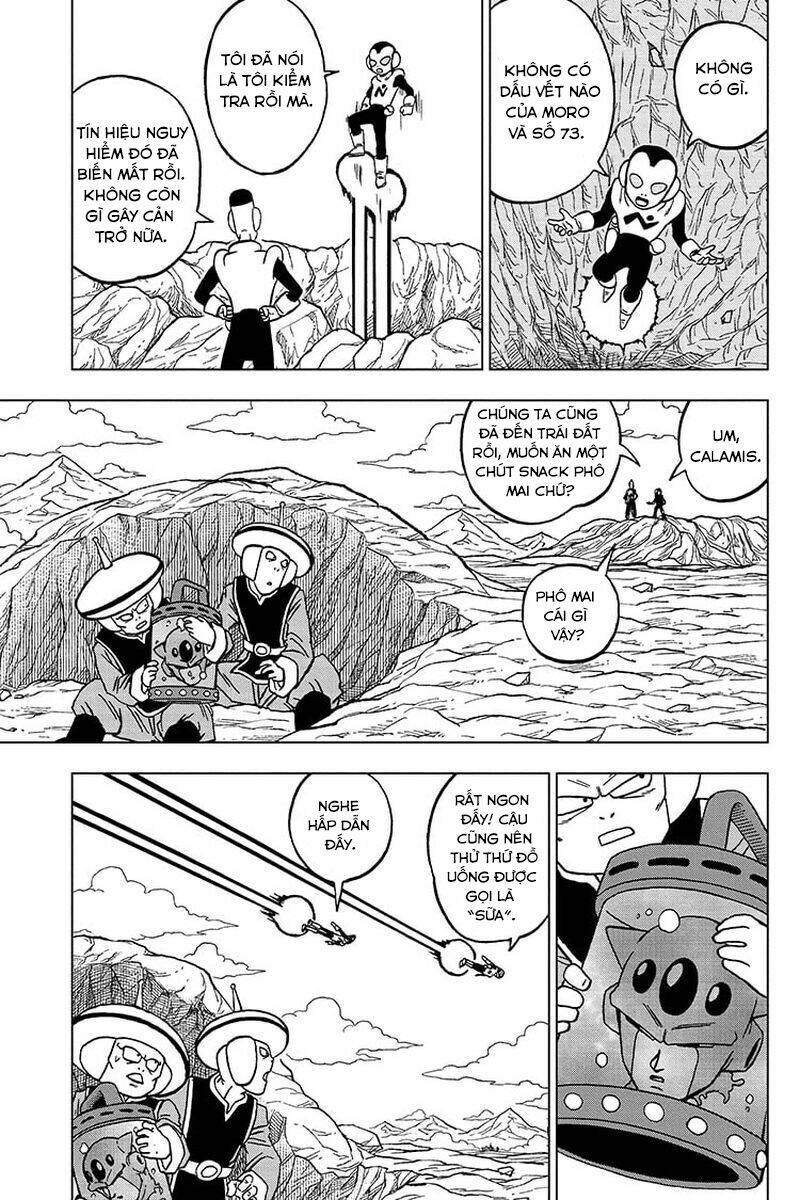 KHÔNG
CÓ GÌ.
KHÔNG CÓ
DẤU VẾT NÀO
CỦA MORO
VÀ SỐ 73.
TÔI ĐÃ NÓI
LÀ TÔI KIỂM
TRA RỒI MÀ.
TÍN HIỆU NGUY
HIỂM ĐÓ ĐÃ
BIẾN MẤT RỒI.
KHÔNG CÒN
GÌ GÂY CẢN
TRỞ NỮA.
UM,
CALAMIS.
CHÚNG TA CŨNG
ĐÃ ĐẾN TRÁI ĐẤT
RỒI, MUỐN ĂN MỘT
CHÚT SNACK PHÔ
MAI CHỨ?
PHÔ MAI
CÁI GÌ
VẬY?
RẤT NGON
ĐẤY! CẬU
CŨNG NÊN
THỬ THỨ ĐỒ
UỐNG ĐƯỢC
GỌI LÀ
"SỮA".
NGHE
HẤP DẪN
ĐẤY.